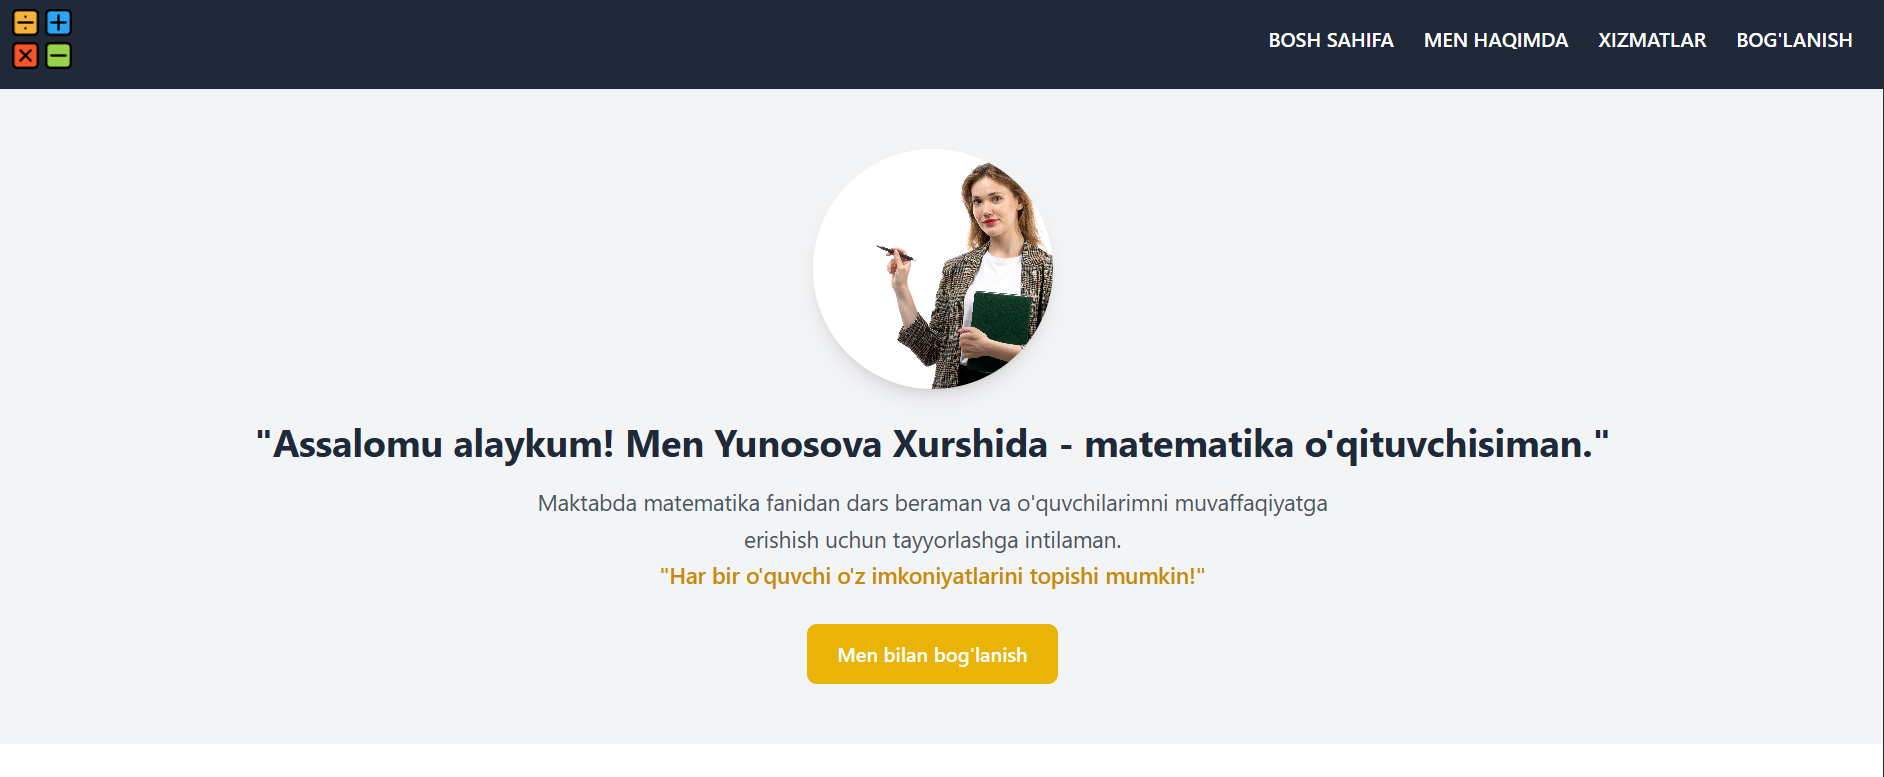 BOSH SAHIFA MEN HAQIMDA XIZMATLAR BOG'LANISH
"Assalomu alaykum! Men Yunosova Xurshida - matematika o'qituvchisiman."
Maktabda matematika fanidan dars beraman va o'quvchilarimni muvaffaqiyatga
erishish uchun tayyorlashga intilaman.
"Har bir o'quvchi o'z imkoniyatlarini topishi mumkin!"
Men bilan bog'lanish